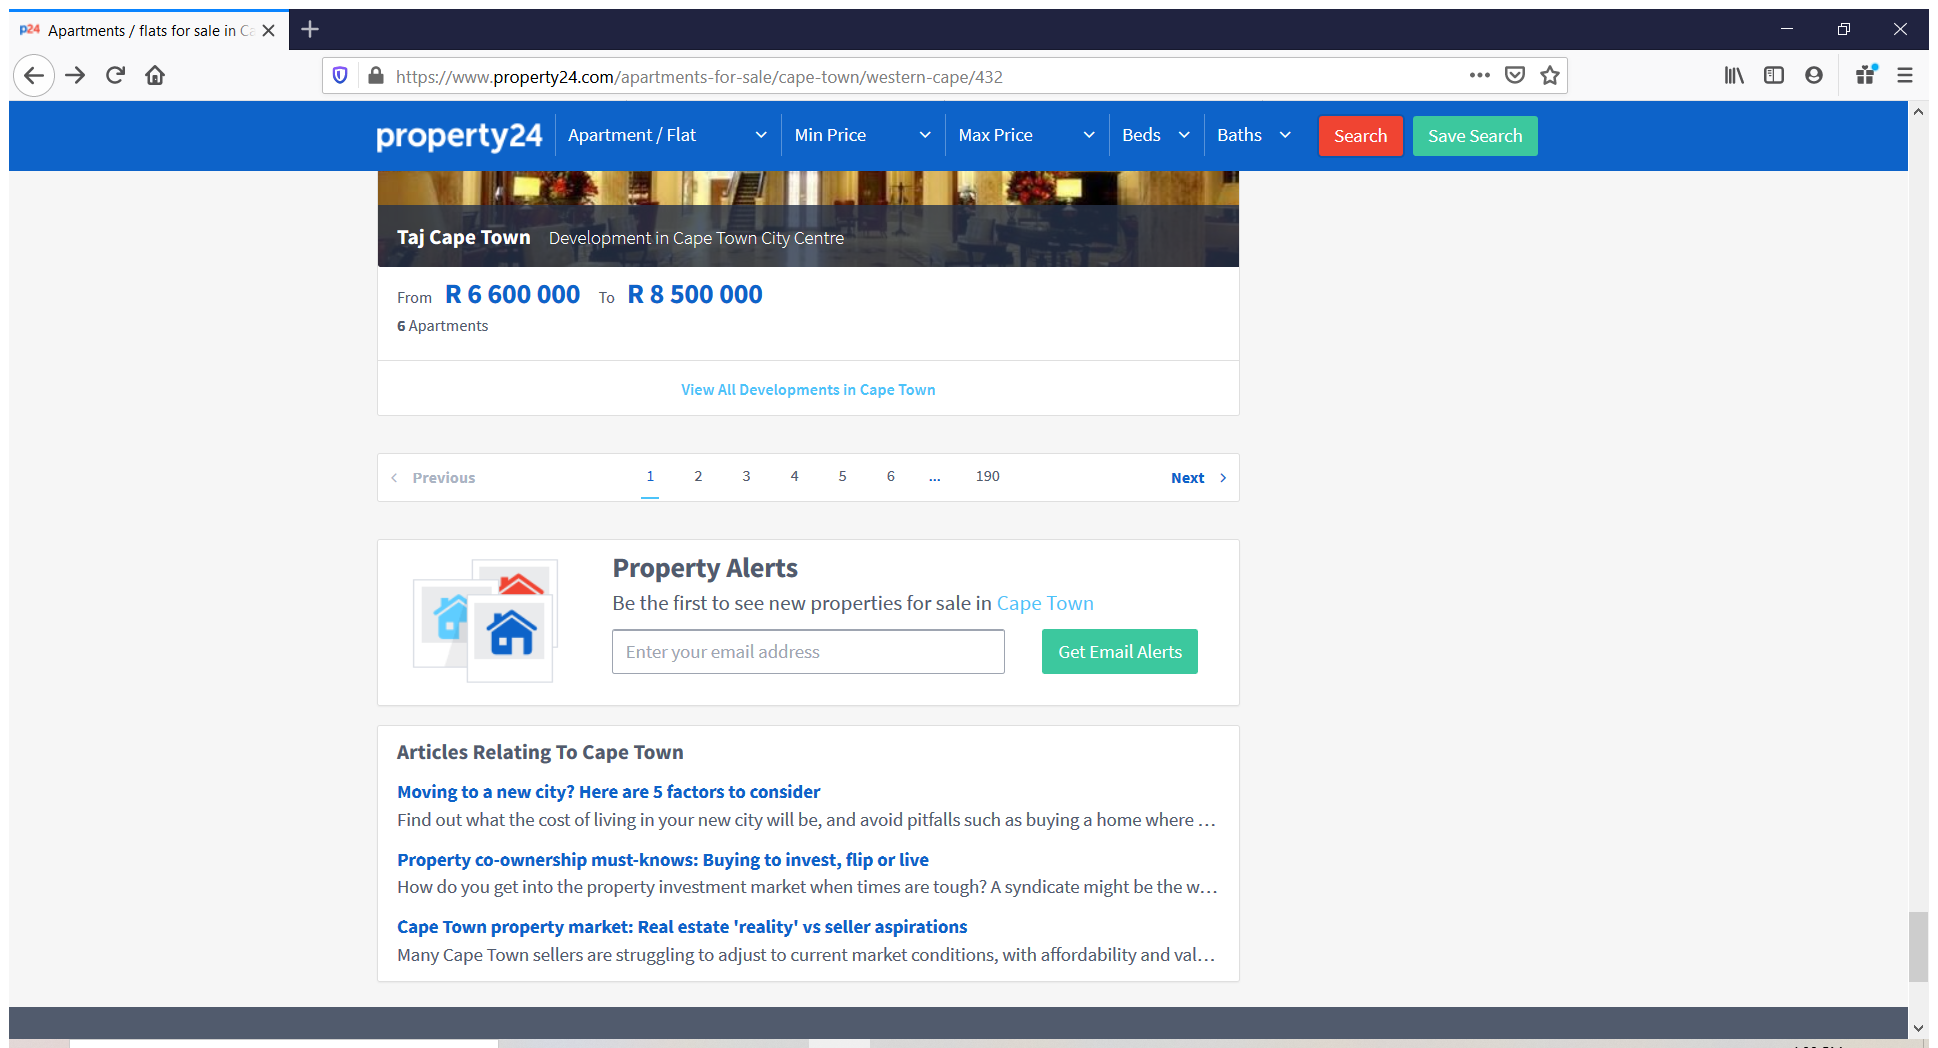 p24 Apartments / flats for sale in Ca
https://www.property24.com/apartments-for-sale/cape-town/western-cape/432
property24 Apartment / Flat Min Price Max Price Beds Baths Search Save Search
Taj Cape Town Development in Cape Town City Centre
From R 6 600 000 To R 8 500 000
6 Apartments
View All Developments in Cape Town
Previous 1 2 3 4 5 6 ... 190 Next
Property Alerts
Be the first to see new properties for sale in Cape Town
Enter your email address Get Email Alerts
Articles Relating To Cape Town
Moving to a new city? Here are 5 factors to consider
Find out what the cost of living in your new city will be, and avoid pitfalls such as buying a home where …
Property co-ownership must-knows: Buying to invest, flip or live
How do you get into the property investment market when times are tough? A syndicate might be the w…
Cape Town property market: Real estate 'reality' vs seller aspirations
Many Cape Town sellers are struggling to adjust to current market conditions, with affordability and val…